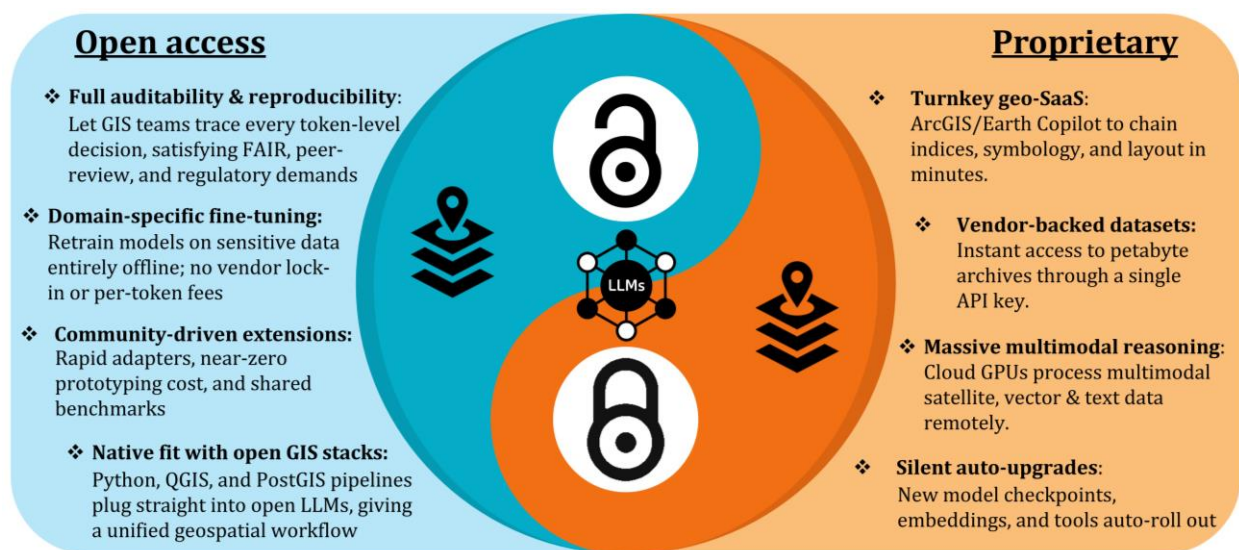 Open access
❖ Full auditability & reproducibility:
Let GIS teams trace every token-level
decision, satisfying FAIR, peer-
review, and regulatory demands
❖ Domain-specific fine-tuning:
Retrain models on sensitive data
entirely offline; no vendor lock-
in or per-token fees
❖ Community-driven extensions:
Rapid adapters, near-zero
prototyping cost, and shared
benchmarks
❖ Native fit with open GIS stacks:
Python, QGIS, and PostGIS pipelines
plug straight into open LLMs, giving
a unified geospatial workflow
LLMs
Proprietary
❖ Turnkey geo-SaaS:
ArcGIS/Earth Copilot to chain
indices, symbology, and layout in
minutes.
❖ Vendor-backed datasets:
Instant access to petabyte
archives through a single
API key.
❖ Massive multimodal reasoning:
Cloud GPUs process multimodal
satellite, vector & text data
remotely.
❖ Silent auto-upgrades:
New model checkpoints,
embeddings, and tools auto-roll out